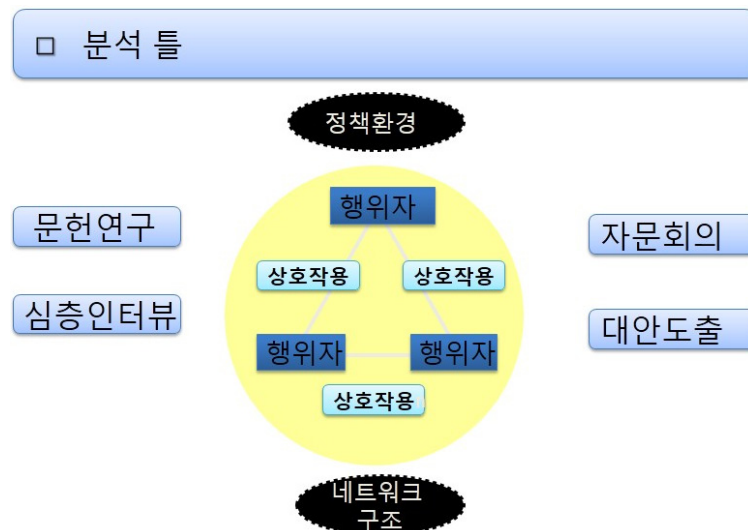 □ 분석 틀
정책환경
문헌연구
심층인터뷰
행위자
상호작용
상호작용
행위자
행위자
상호작용
자문회의
대안도출
네트워크
구조